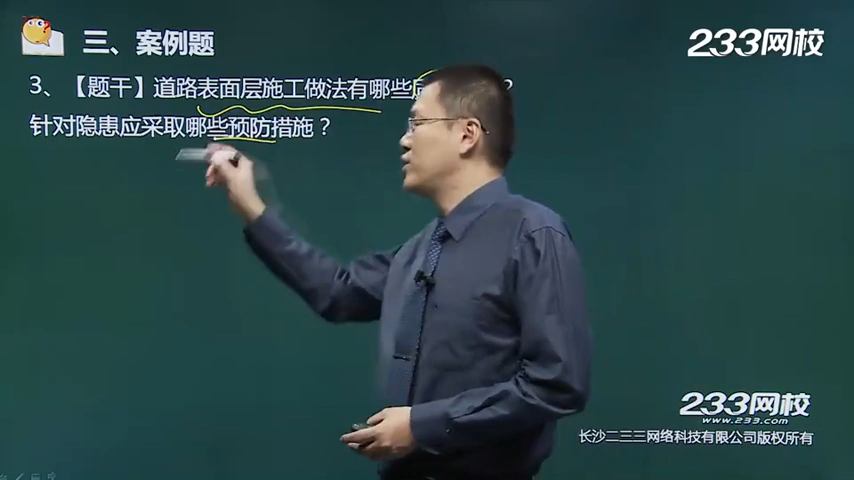 三、案例题
233网校
3、【题干】道路表面层施工做法有哪些 ?
针对隐患应采取哪些预防措施？
233网校
www.233.com
长沙二三三网络科技有限公司版权所有